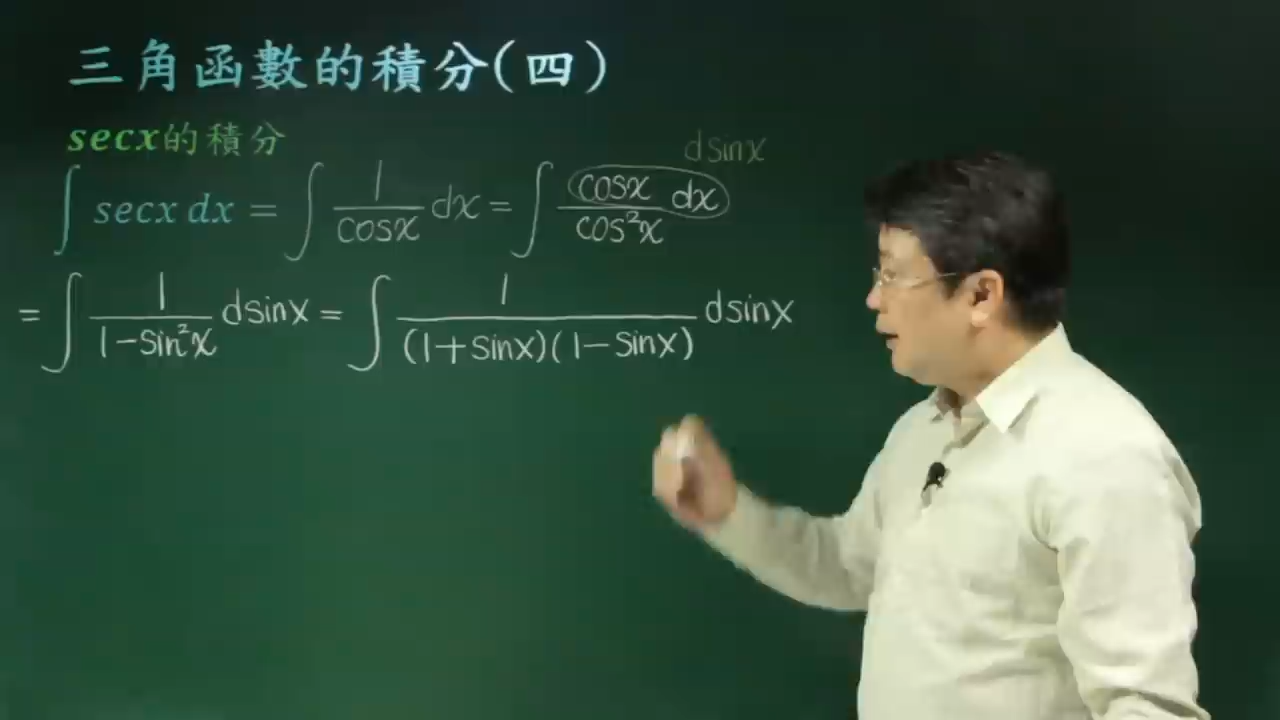 三角函數的積分(四)
secx的積分
dsinx
∫ secx dx = ∫ 1/cosx dx = ∫ cosx dx/cos²x
= ∫ 1/1-sin²x dsinx = ∫ 1/(1+sinx)(1-sinx) dsinx